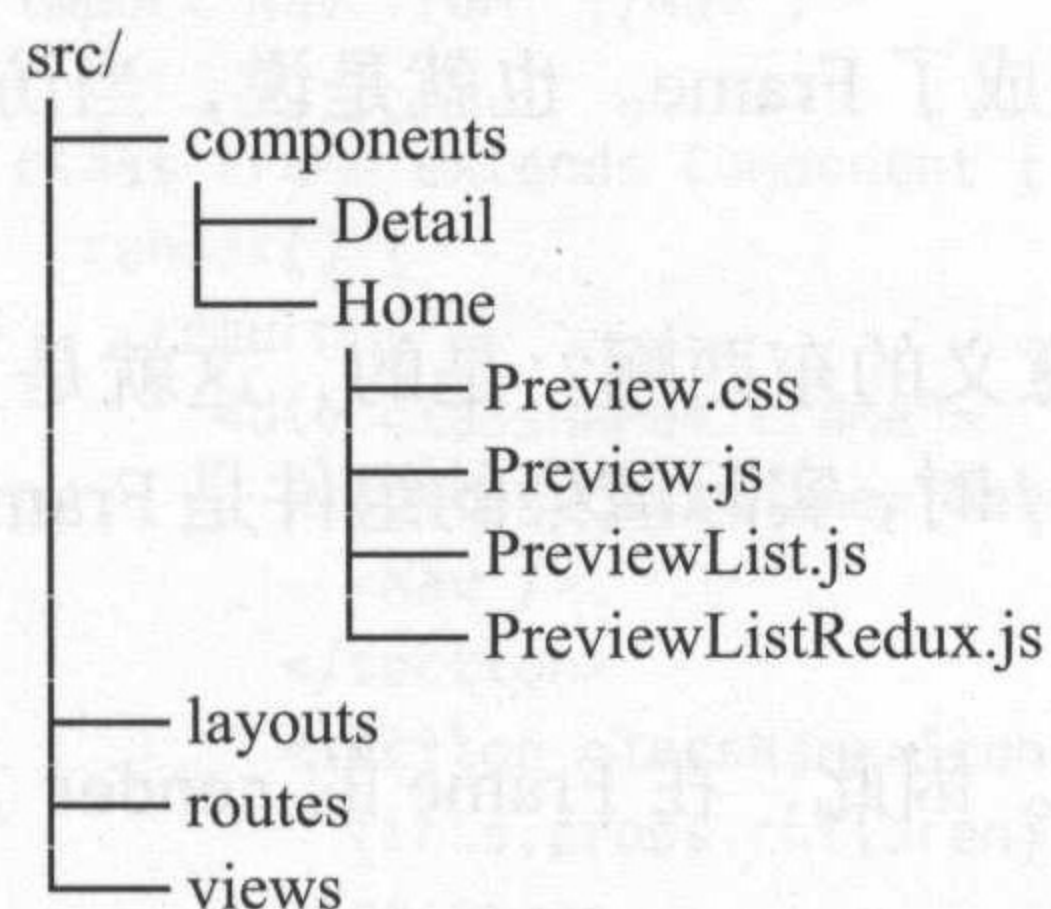 src/
components
Detail
Home
Preview.css
Preview.js
PreviewList.js
PreviewListRedux.js
layouts
routes
views